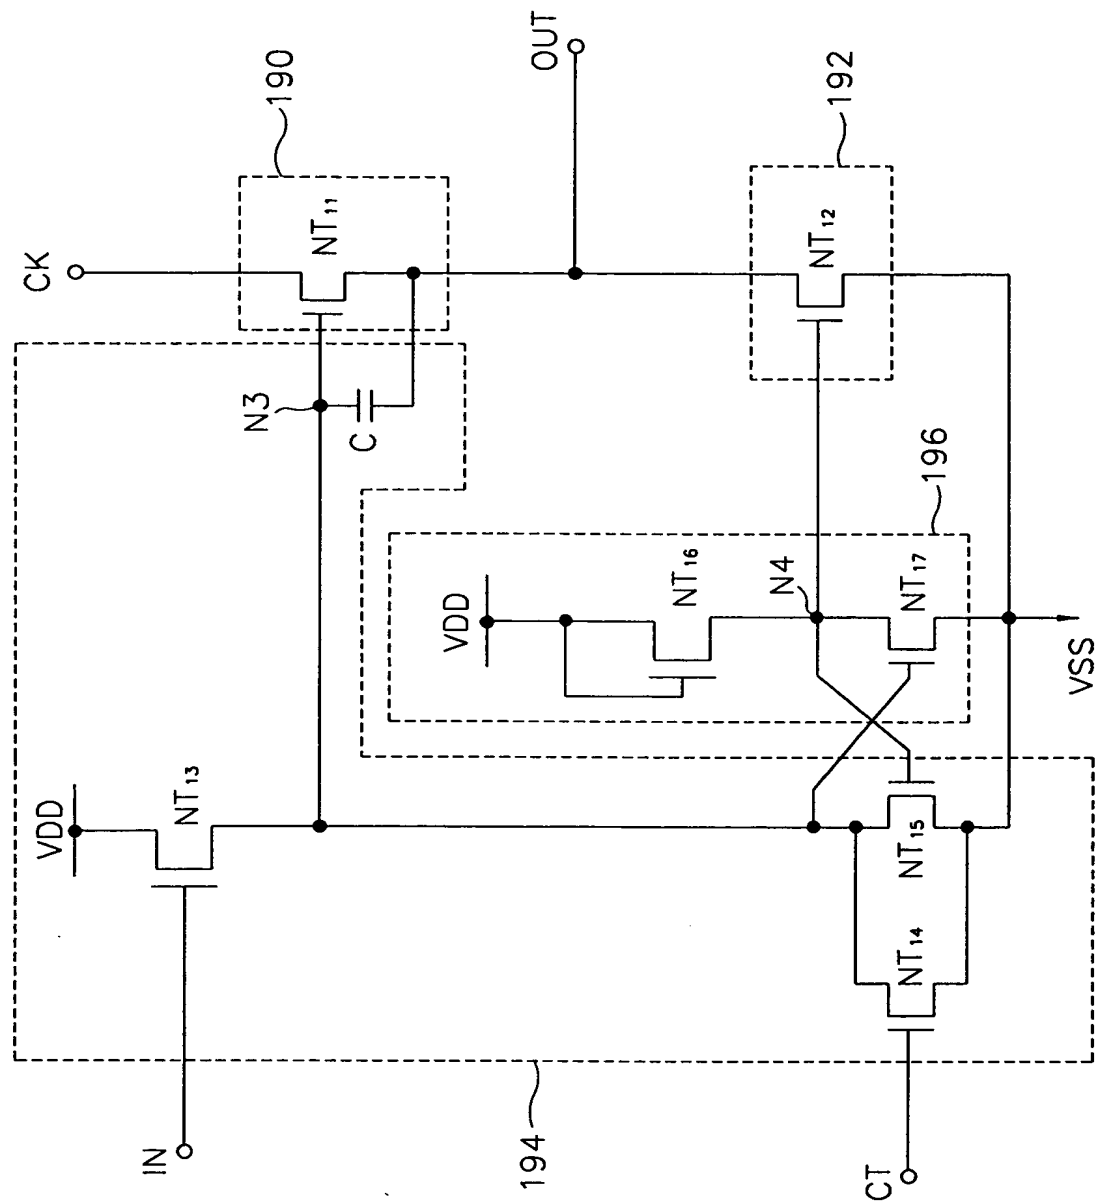 CK
OUT
190
NT11
N3
C
192
NT12
196
VDD
NT16
N4
NT17
VSS
VDD
NT13
NT15
NT14
194
IN
CT